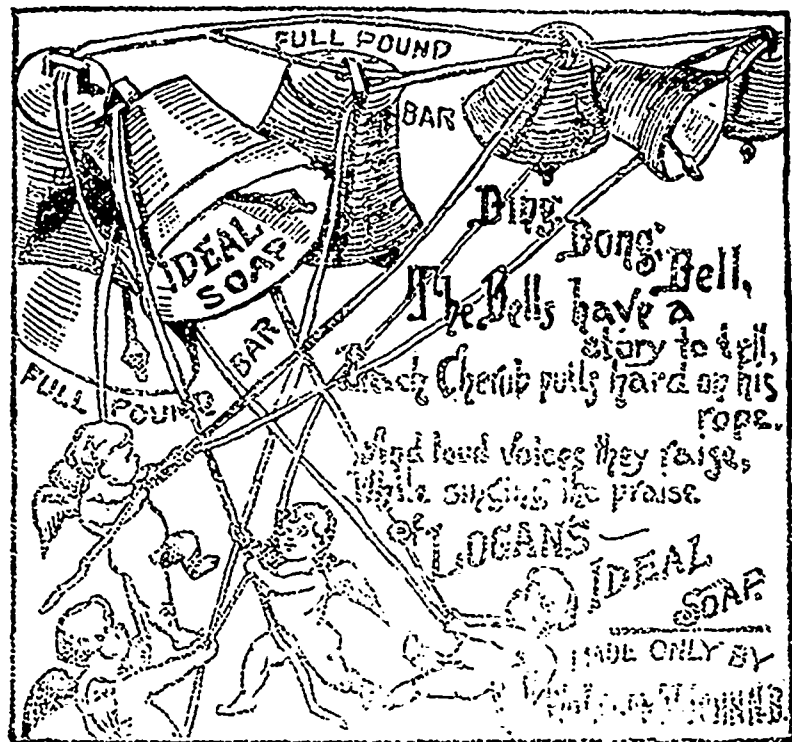 FULL POUND
BAR
IDEAL
SOAP
FULL POUND BAR
Ding
Dong
Bell,
The Bells have a
story to tell,
Each Cherub pulls hard on his
rope.
And loud voices they raise,
While singing the praise
of LOGAN'S
IDEAL
SOAP.
MADE ONLY BY